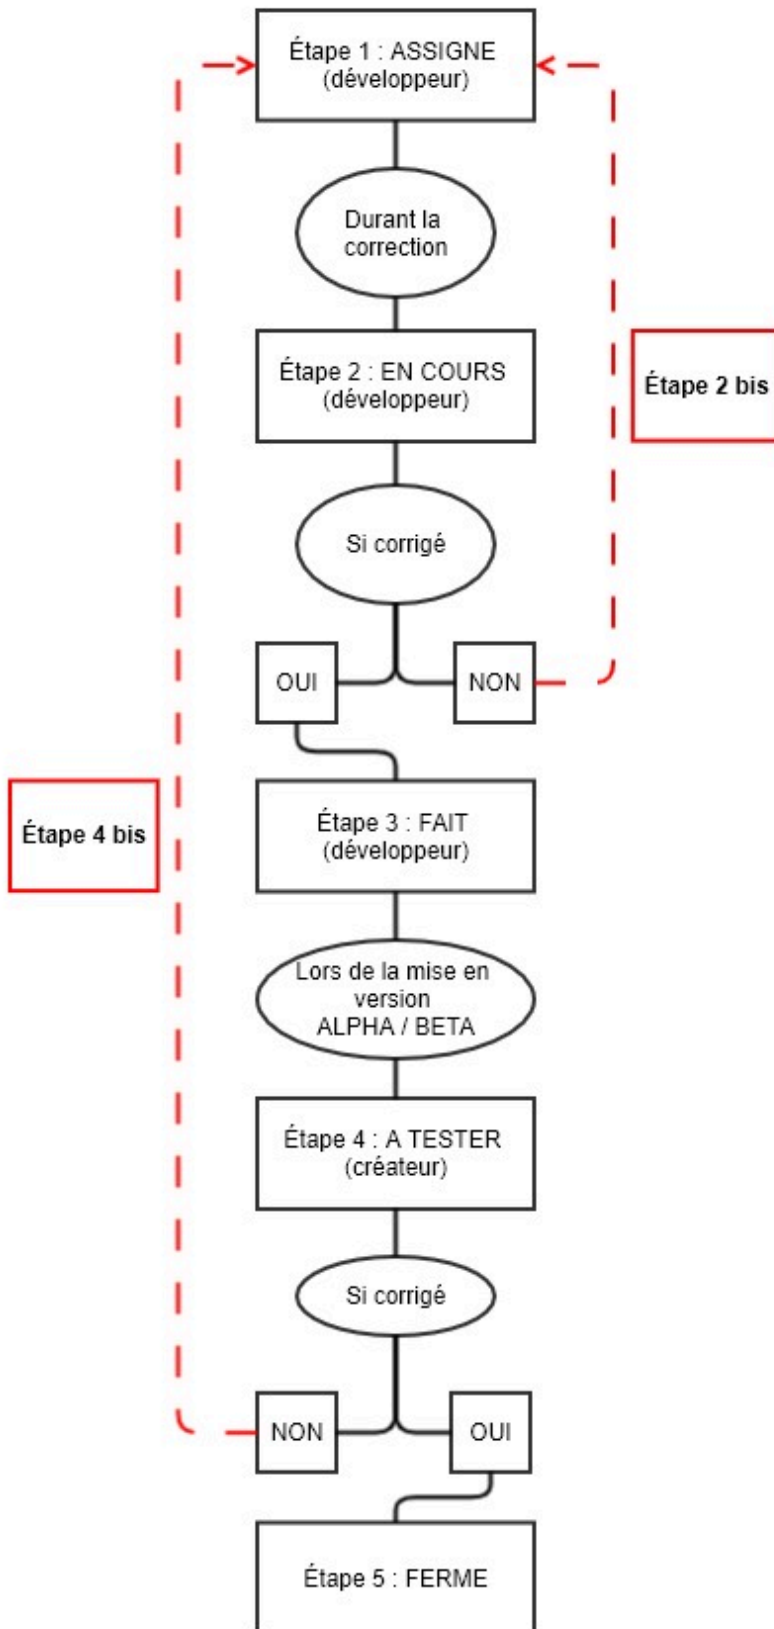 Étape 1 : ASSIGNE
(développeur)
Durant la
correction
Étape 2 : EN COURS
(développeur)
Étape 2 bis
Si corrigé
OUI
NON
Étape 3 : FAIT
(développeur)
Étape 4 bis
Lors de la mise en
version
ALPHA / BETA
Étape 4 : A TESTER
(créateur)
Si corrigé
NON
OUI
Étape 5 : FERME